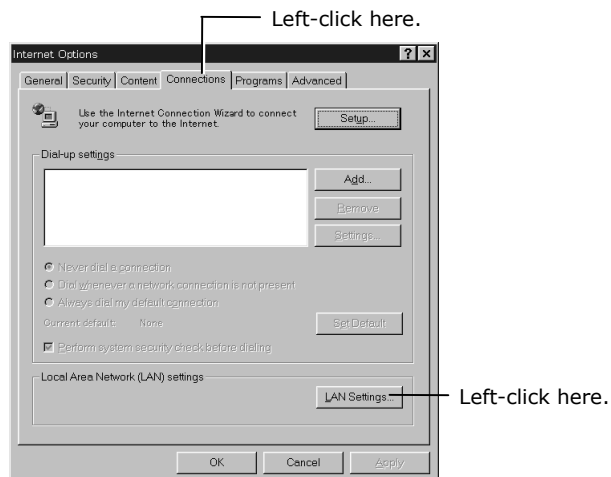 Left-click here.
Internet Options
General Security Content Connections Programs Advanced
Use the Internet Connection Wizard to connect
your computer to the Internet.
Setup...
Dial-up settings
Add...
Remove
Settings...
Never dial a connection
Dial whenever a network connection is not present
Always dial my default connection
Current default: None
Set Default
Perform system security check before dialing
Local Area Network (LAN) settings
LAN Settings...
Left-click here.
OK Cancel Apply